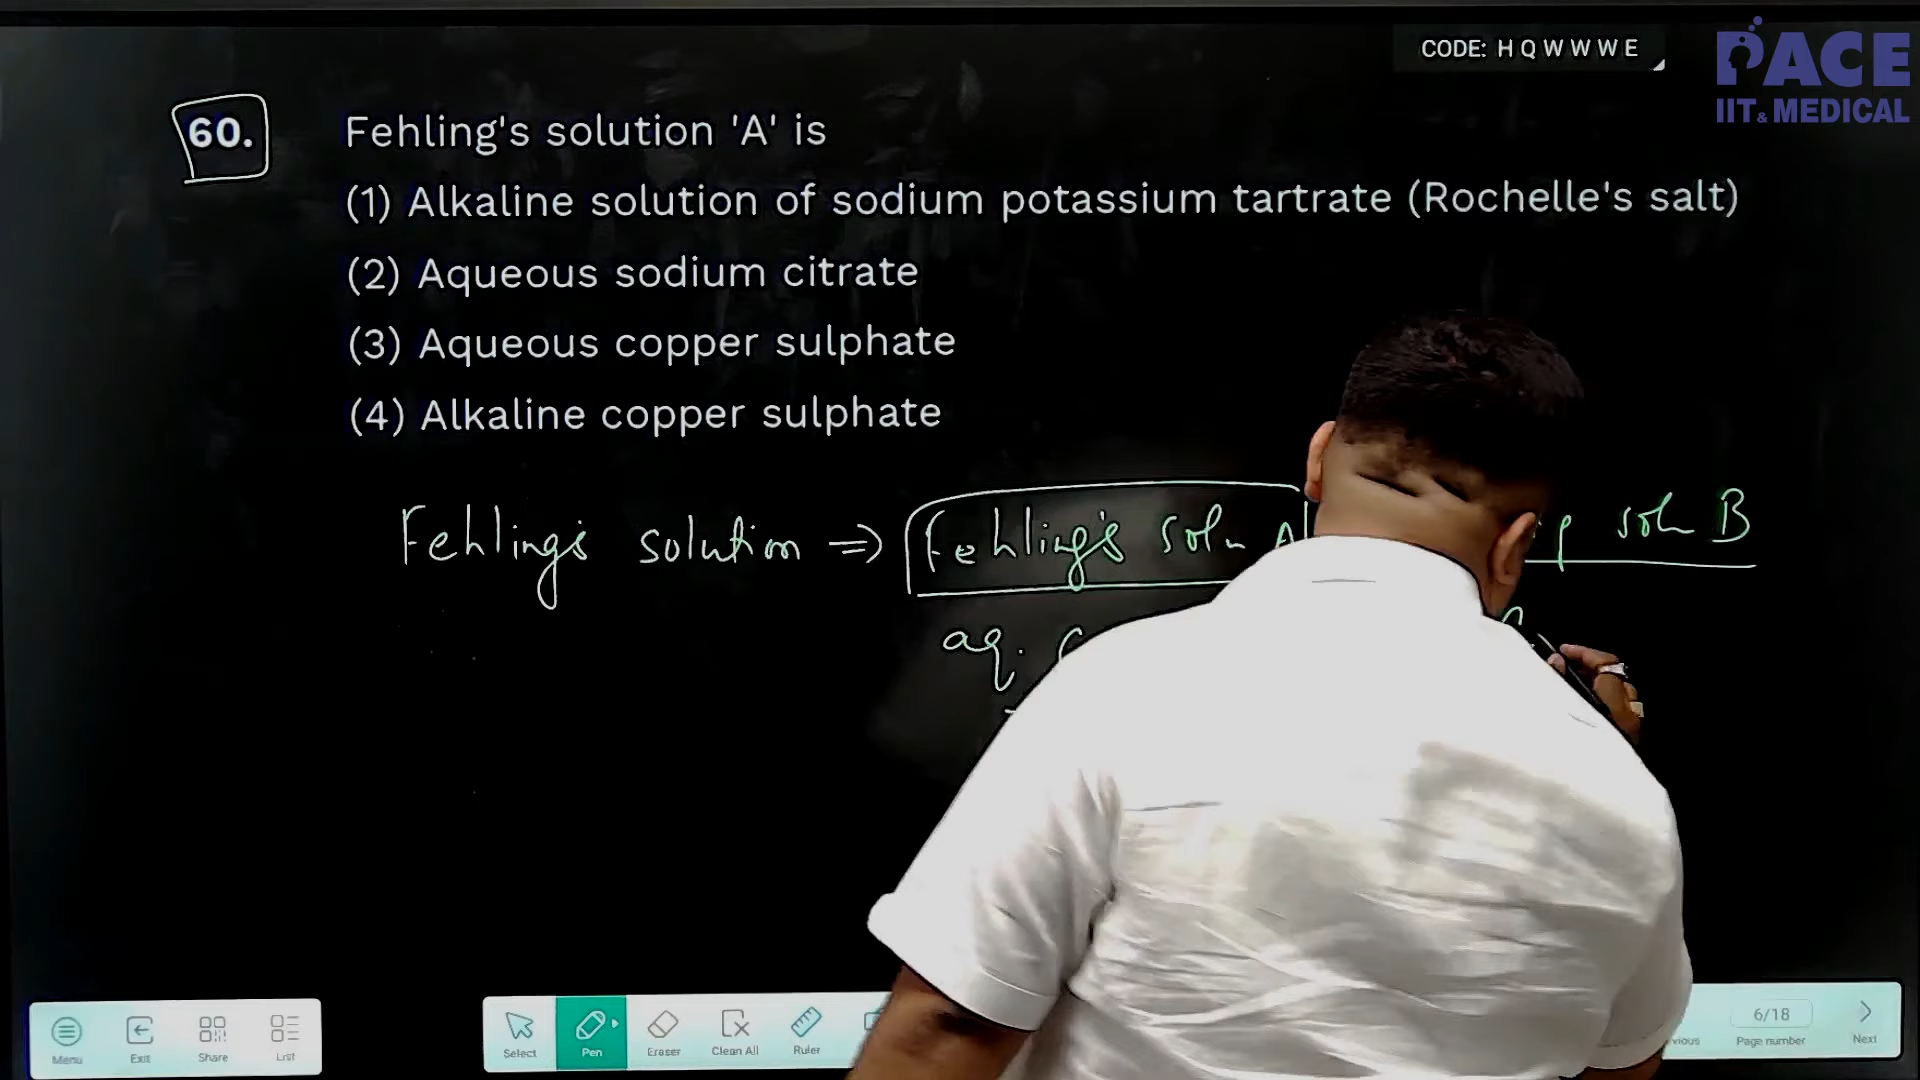 CODE: H Q W W W E
PACE
IIT & MEDICAL
60. Fehling's solution 'A' is
(1) Alkaline solution of sodium potassium tartrate (Rochelle's salt)
(2) Aqueous sodium citrate
(3) Aqueous copper sulphate
(4) Alkaline copper sulphate
Fehling's solution ⇒ Fehling's soln A soln B
aq.
Menu Exit Share List Select Pen Eraser Clean All Ruler 6/18 Page number Next